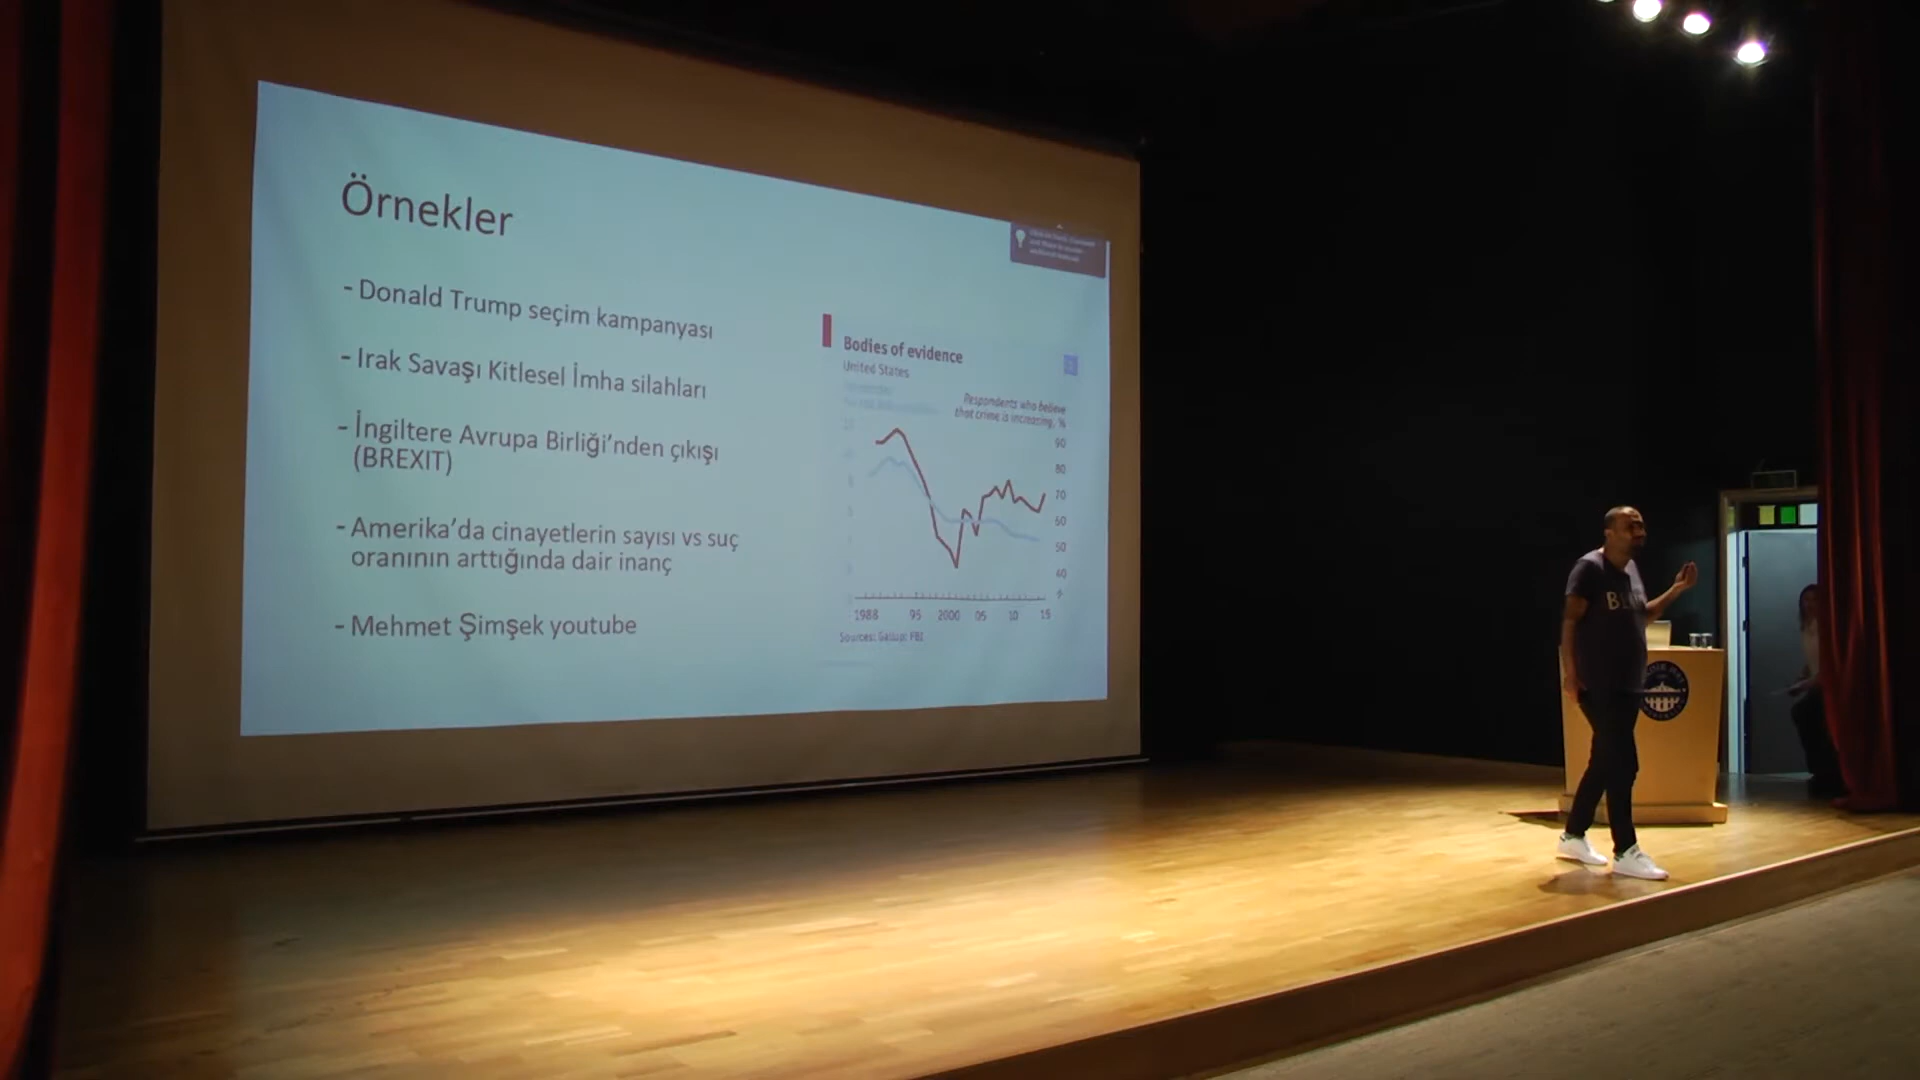 Örnekler
- Donald Trump seçim kampanyası
- Irak Savaşı Kitlesel İmha silahları
- İngiltere Avrupa Birliği’nden çıkışı
(BREXIT)
- Amerika’da cinayetlerin sayısı vs suç
oranının arttığında dair inanç
- Mehmet Şimşek youtube
Bodies of evidence
United States
Respondents who believe
that crime is increasing, %
90
80
70
60
50
40
1988 95 2000 05 10 15
Sources: Gallup; FBI